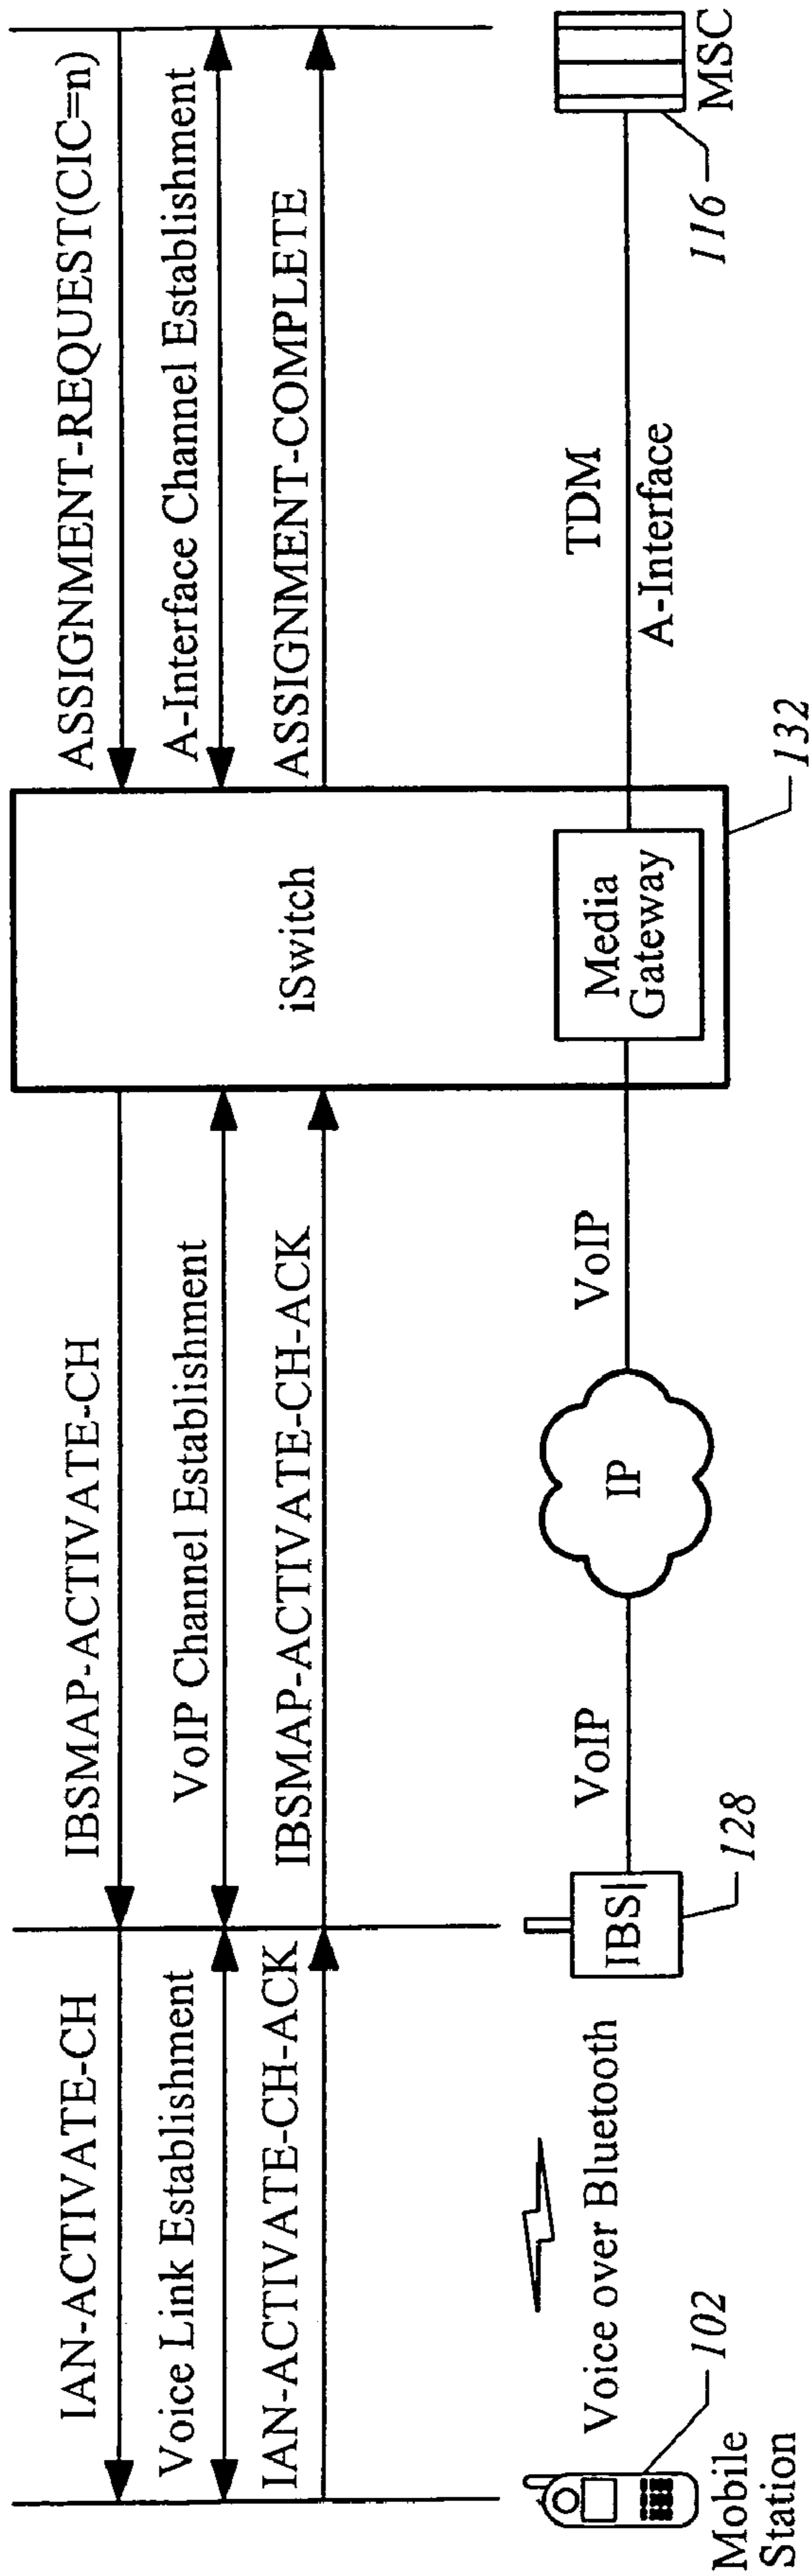 IAN-ACTIVATE-CH
IBSMAP-ACTIVATE-CH
ASSIGNMENT-REQUEST(CIC=n)
Voice Link Establishment
VoIP Channel Establishment
A-Interface Channel Establishment
IAN-ACTIVATE-CH-ACK
IBSMAP-ACTIVATE-CH-ACK
iSwitch
ASSIGNMENT-COMPLETE
Voice over Bluetooth
VoIP
VoIP
TDM
IBS
IP
Media
Gateway
A-Interface
Mobile
Station
102
128
132
116
MSC